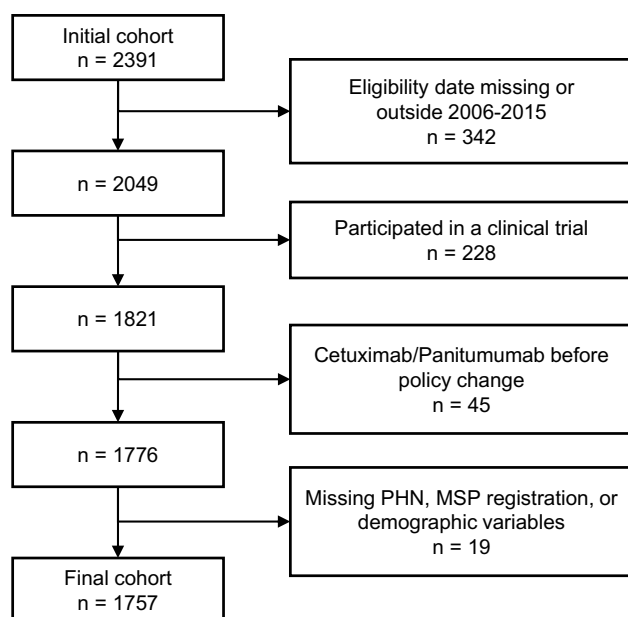 Initial cohort
n = 2391
Eligibility date missing or
outside 2006-2015
n = 342
n = 2049
Participated in a clinical trial
n = 228
n = 1821
Cetuximab/Panitumumab before
policy change
n = 45
n = 1776
Missing PHN, MSP registration, or
demographic variables
n = 19
Final cohort
n = 1757